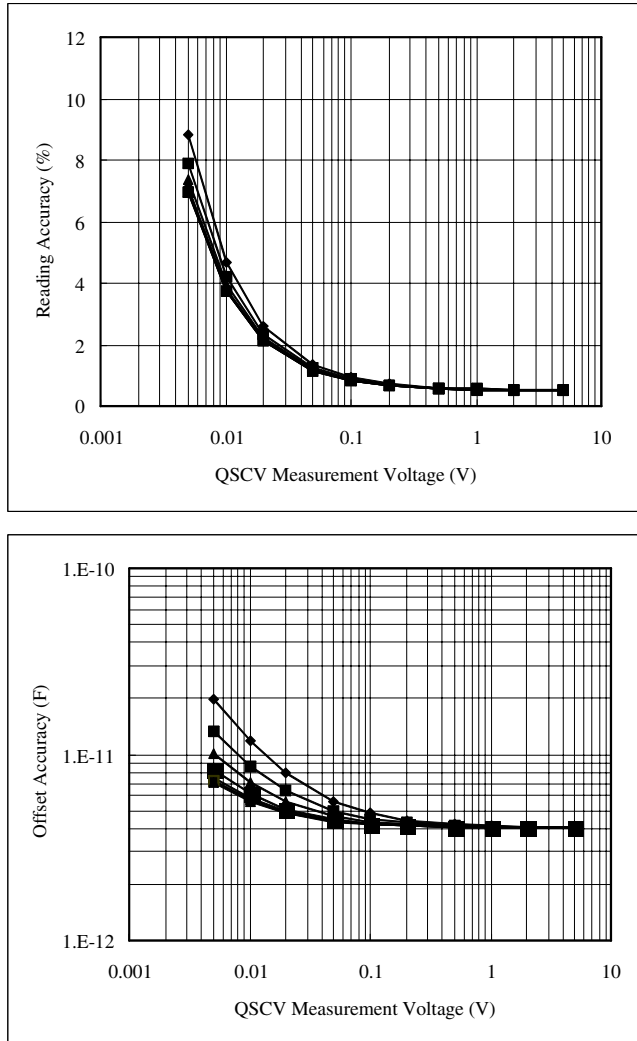 12
10
8
6
4
2
0
Reading Accuracy (%)
0.001 0.01 0.1 1 10
QSCV Measurement Voltage (V)
1.E-10
1.E-11
1.E-12
Offset Accuracy (F)
0.001 0.01 0.1 1 10
QSCV Measurement Voltage (V)